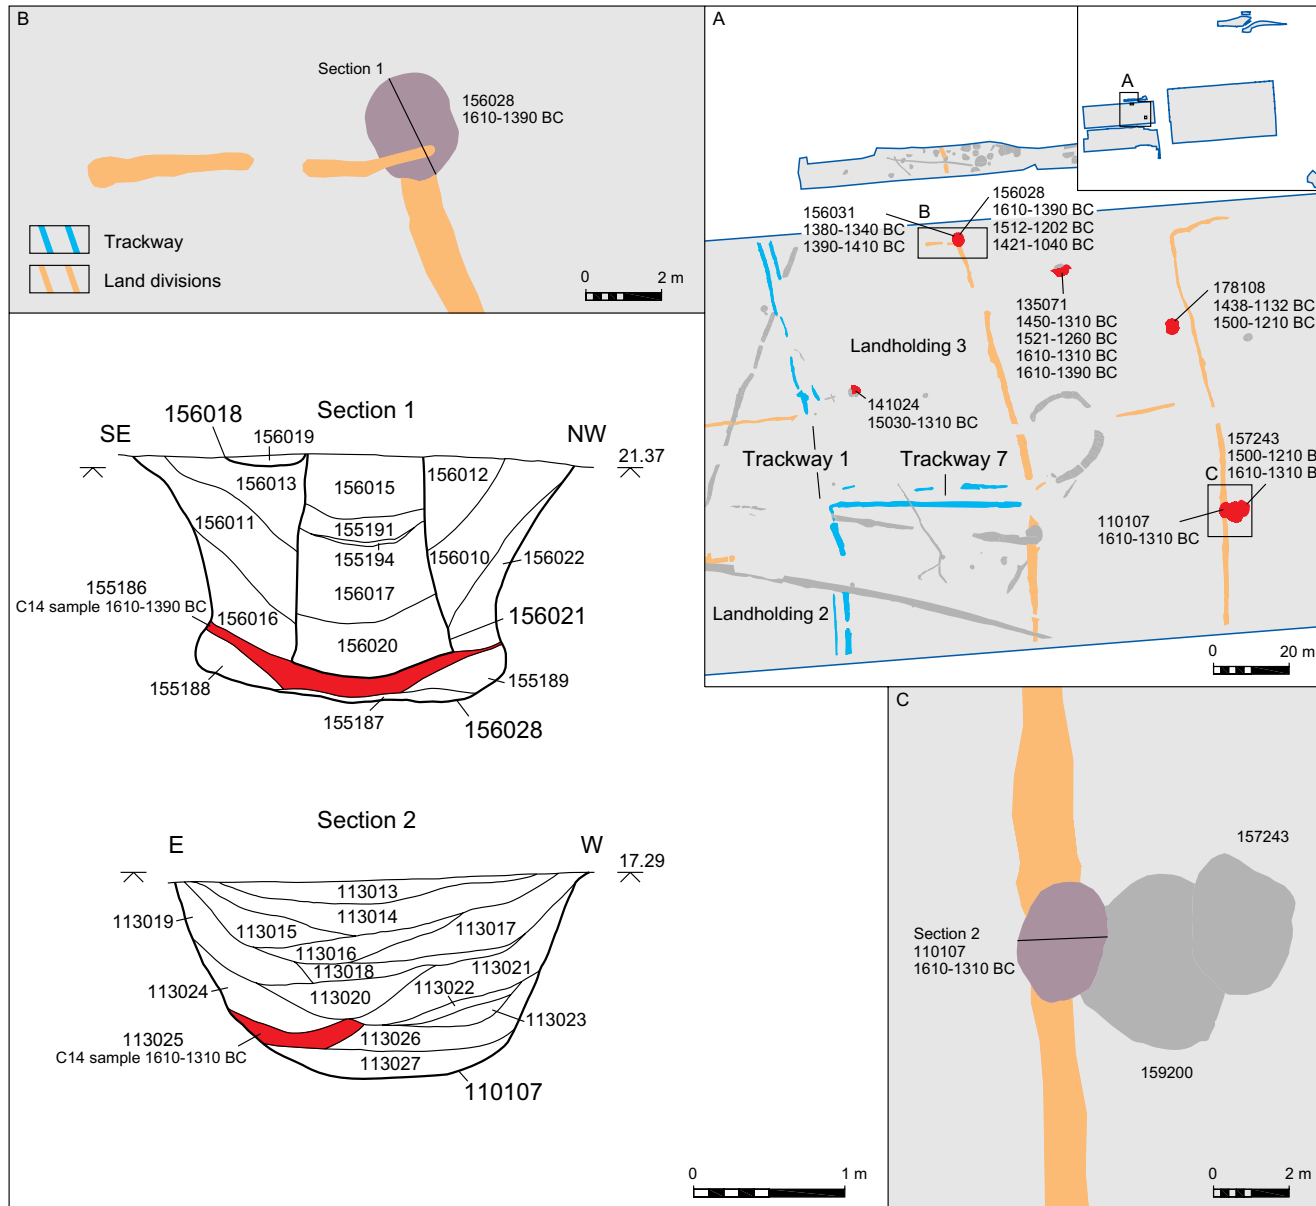 B
Section 1
156028
1610-1390 BC
Trackway
Land divisions
0
2 m
A
A
156031
1380-1340 BC
1390-1410 BC
B
156028
1610-1390 BC
1512-1202 BC
1421-1040 BC
135071
1450-1310 BC
1521-1260 BC
1610-1310 BC
1610-1390 BC
178108
1438-1132 BC
1500-1210 BC
Landholding 3
141024
15030-1310 BC
Trackway 1
Trackway 7
157243
1500-1210 B
1610-1310 B
C
110107
1610-1310 BC
Landholding 2
0
20 m
Section 1
SE
NW
21.37
156018
156019
156013
156015
156012
156011
155191
155194
156010
156022
156017
155186
C14 sample 1610-1390 BC
156016
156021
156020
155188
155189
155187
156028
Section 2
E
W
17.29
113013
113019
113014
113015
113017
113016
113018
113021
113024
113020
113022
113023
113025
C14 sample 1610-1310 BC
113026
113027
110107
0
1 m
C
157243
Section 2
110107
1610-1310 BC
159200
0
2 m